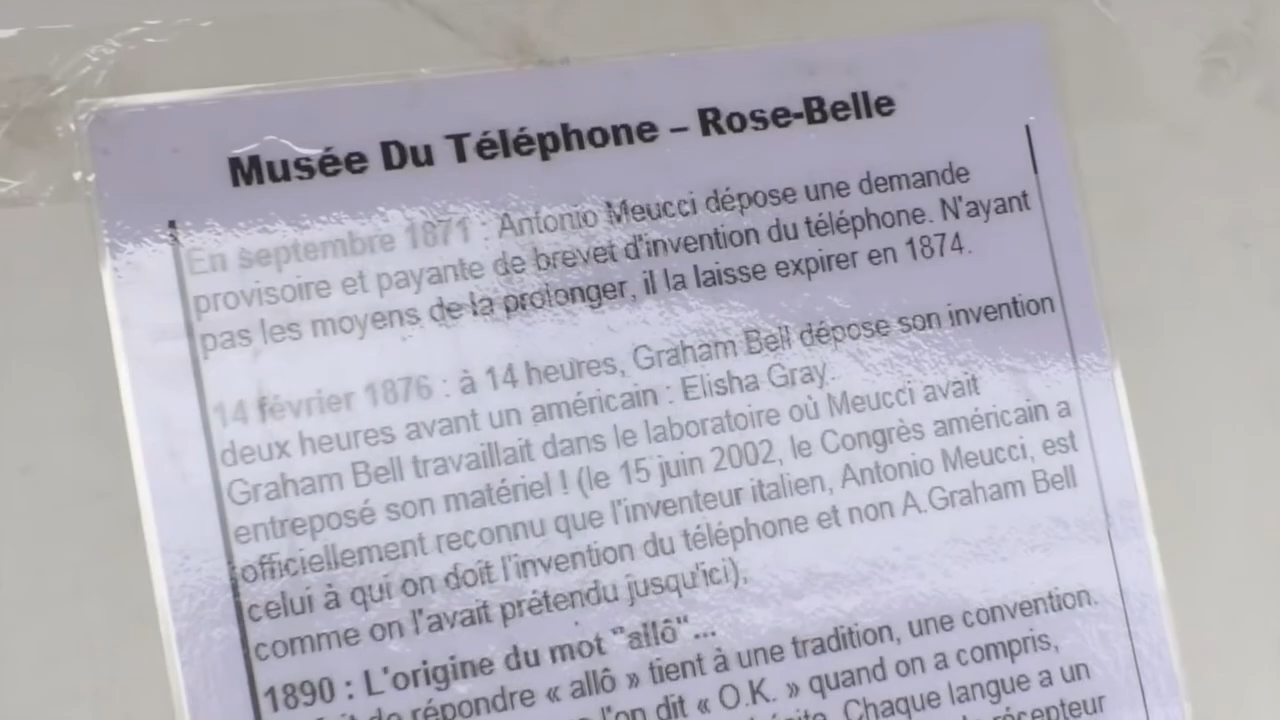 Musée Du Téléphone – Rose-Belle
En septembre 1871 : Antonio Meucci dépose une demande
provisoire et payante de brevet d'invention du téléphone. N'ayant
pas les moyens de la prolonger, il la laisse expirer en 1874.
14 février 1876 : à 14 heures, Graham Bell dépose son invention
deux heures avant un américain : Elisha Gray.
Graham Bell travaillait dans le laboratoire où Meucci avait
entreposé son matériel ! (le 15 juin 2002, le Congrès américain a
officiellement reconnu que l'inventeur italien, Antonio Meucci, est
celui à qui on doit l'invention du téléphone et non A.Graham Bell
comme on l'avait prétendu jusqu'ici).
1890 : L'origine du mot "allô"...
de répondre « allô » tient à une tradition, une convention.
l'on dit « O.K. » quand on a compris,
Chaque langue a un
récepteur